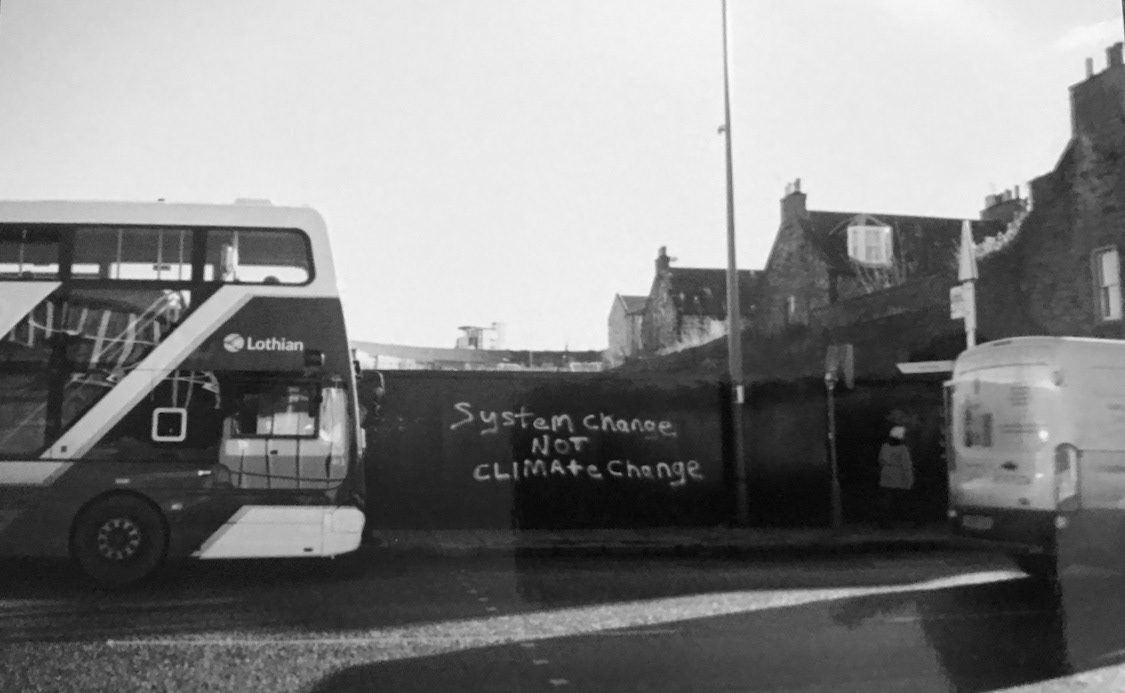 Lothian
System change
NOT
CLIMAte Change